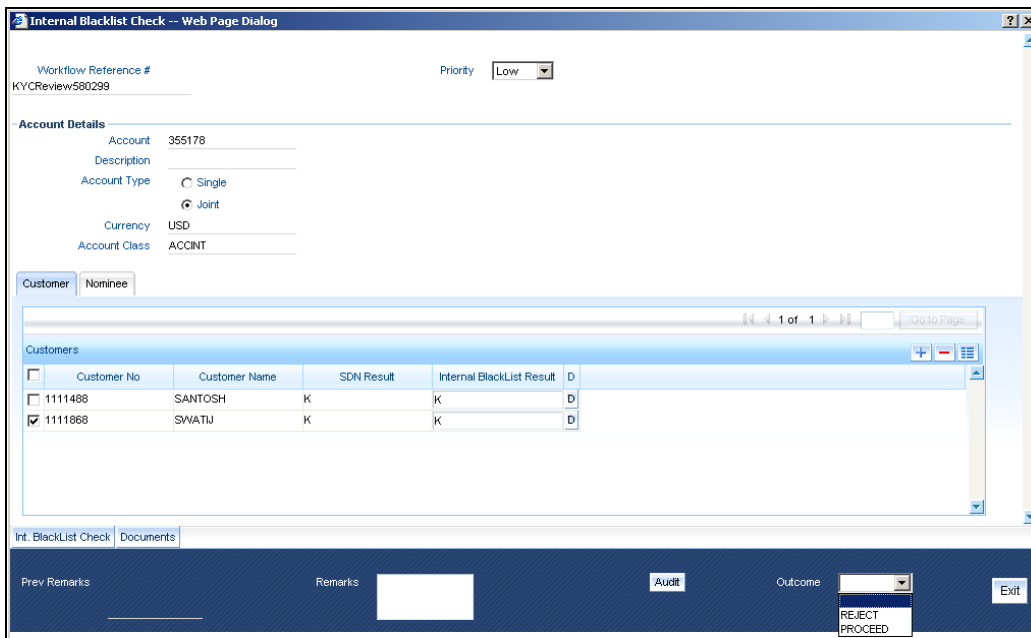 Internal Blacklist Check -- Web Page Dialog
Workflow Reference #
Priority Low
KYCReview580299
Account Details
Account 355178
Description
Account Type Single
Joint
Currency USD
Account Class ACCINT
Customer Nominee
1 of 1 Go to Page
Customers
Customer No Customer Name SDN Result Internal BlackList Result D
1111488 SANTOSH K K D
1111868 SWATIJ K K D
Int. BlackList Check Documents
Prev Remarks Remarks Audit Outcome Exit
REJECT
PROCEED